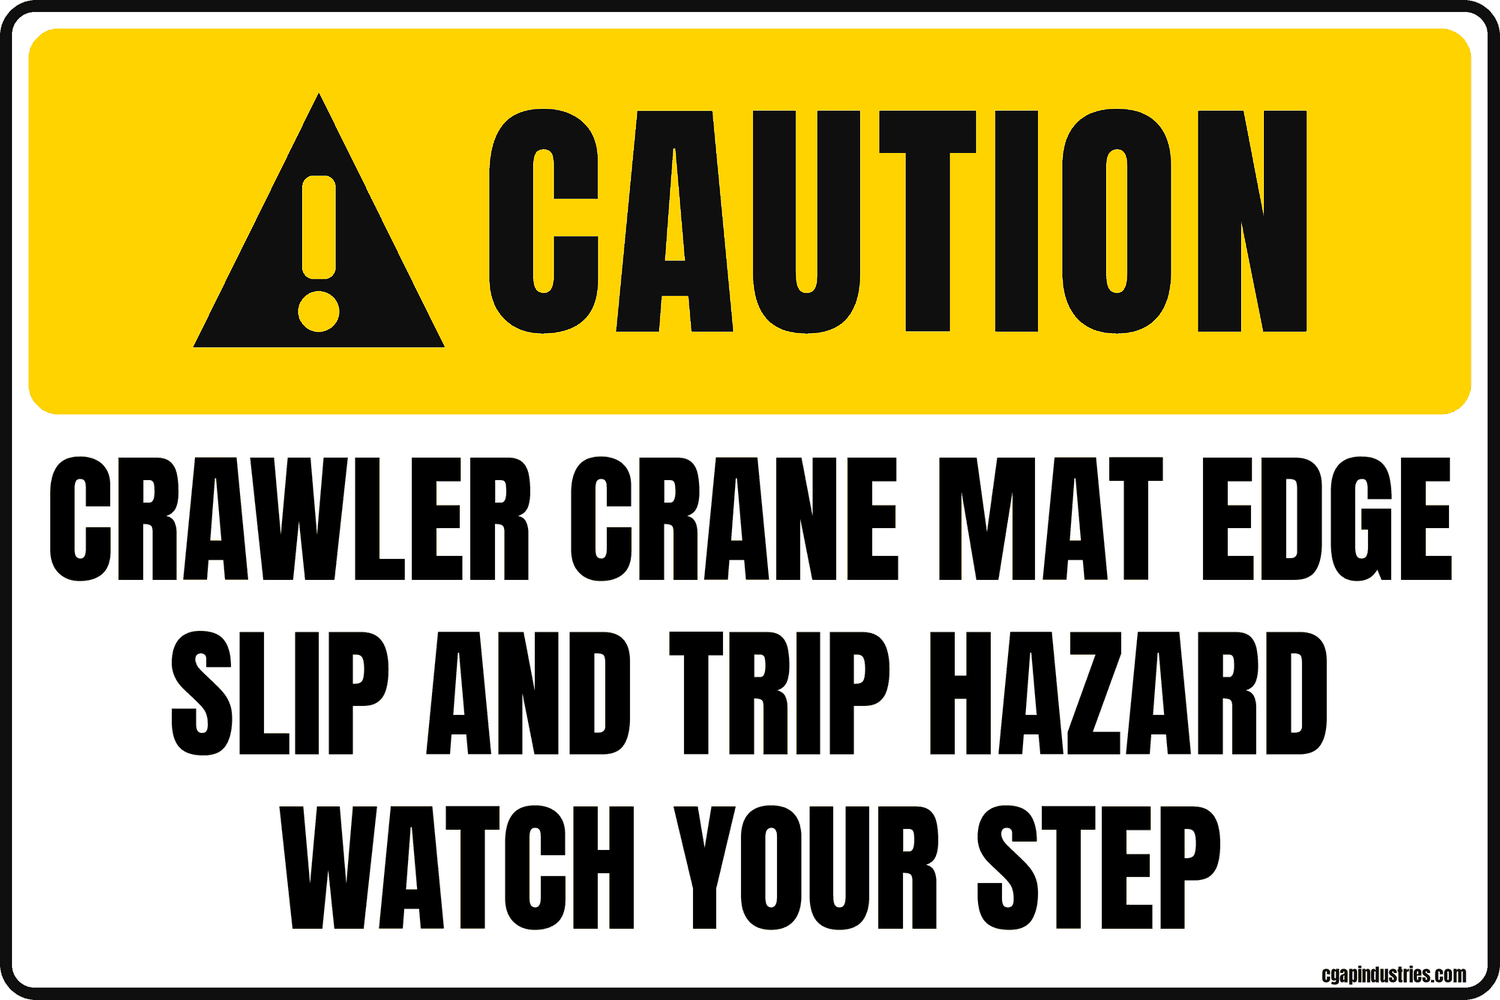 CAUTION
CRAWLER CRANE MAT EDGE
SLIP AND TRIP HAZARD
WATCH YOUR STEP
cgapindustries.com